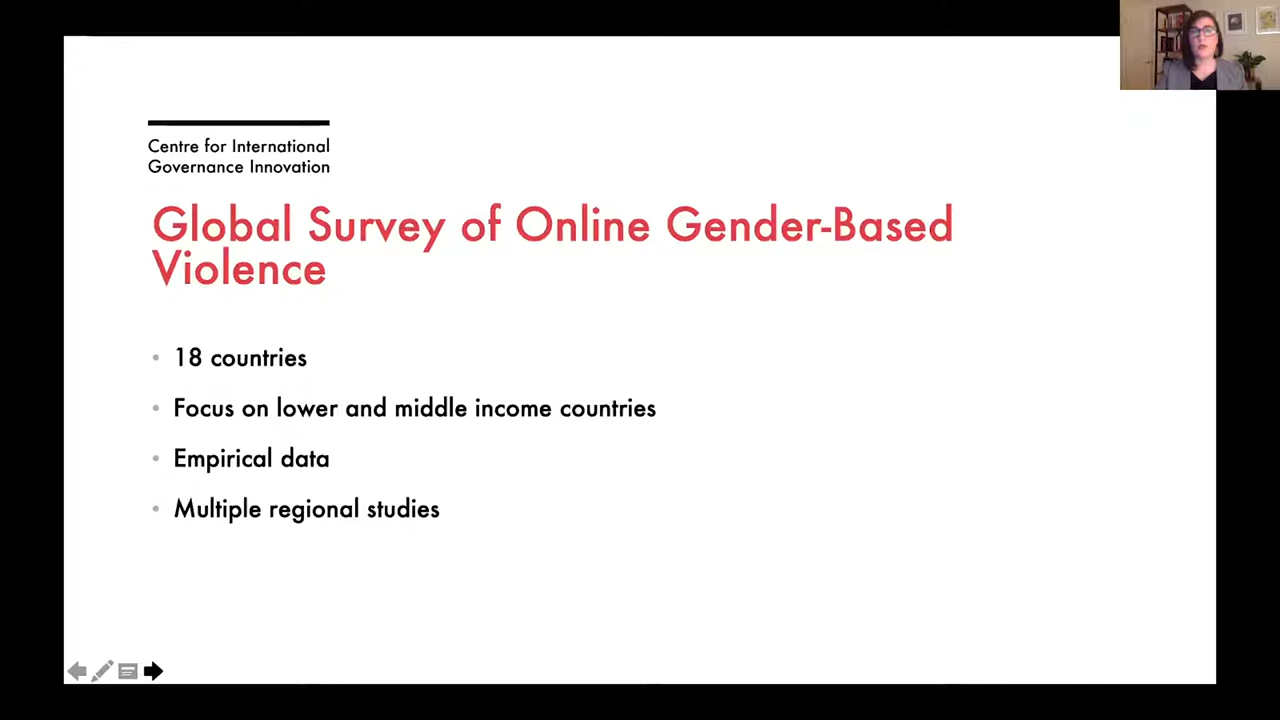 Centre for International
Governance Innovation
Global Survey of Online Gender-Based
Violence
• 18 countries
• Focus on lower and middle income countries
• Empirical data
• Multiple regional studies